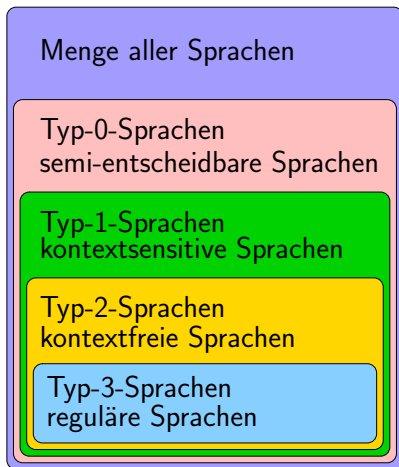 Menge aller Sprachen
Typ-0-Sprachen
semi-entscheidbare Sprachen
Typ-1-Sprachen
kontextsensitive Sprachen
Typ-2-Sprachen
kontextfreie Sprachen
Typ-3-Sprachen
reguläre Sprachen